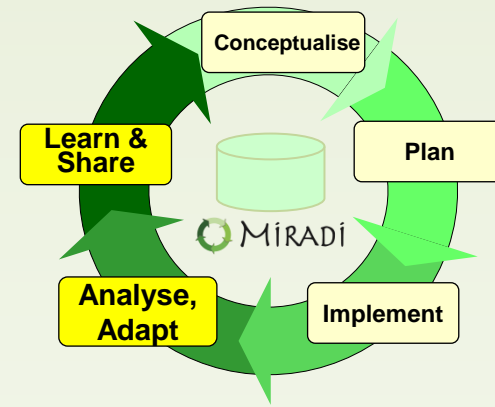 Conceptualise
Plan
Implement
Analyse,
Adapt
Learn &
Share
MiRADi